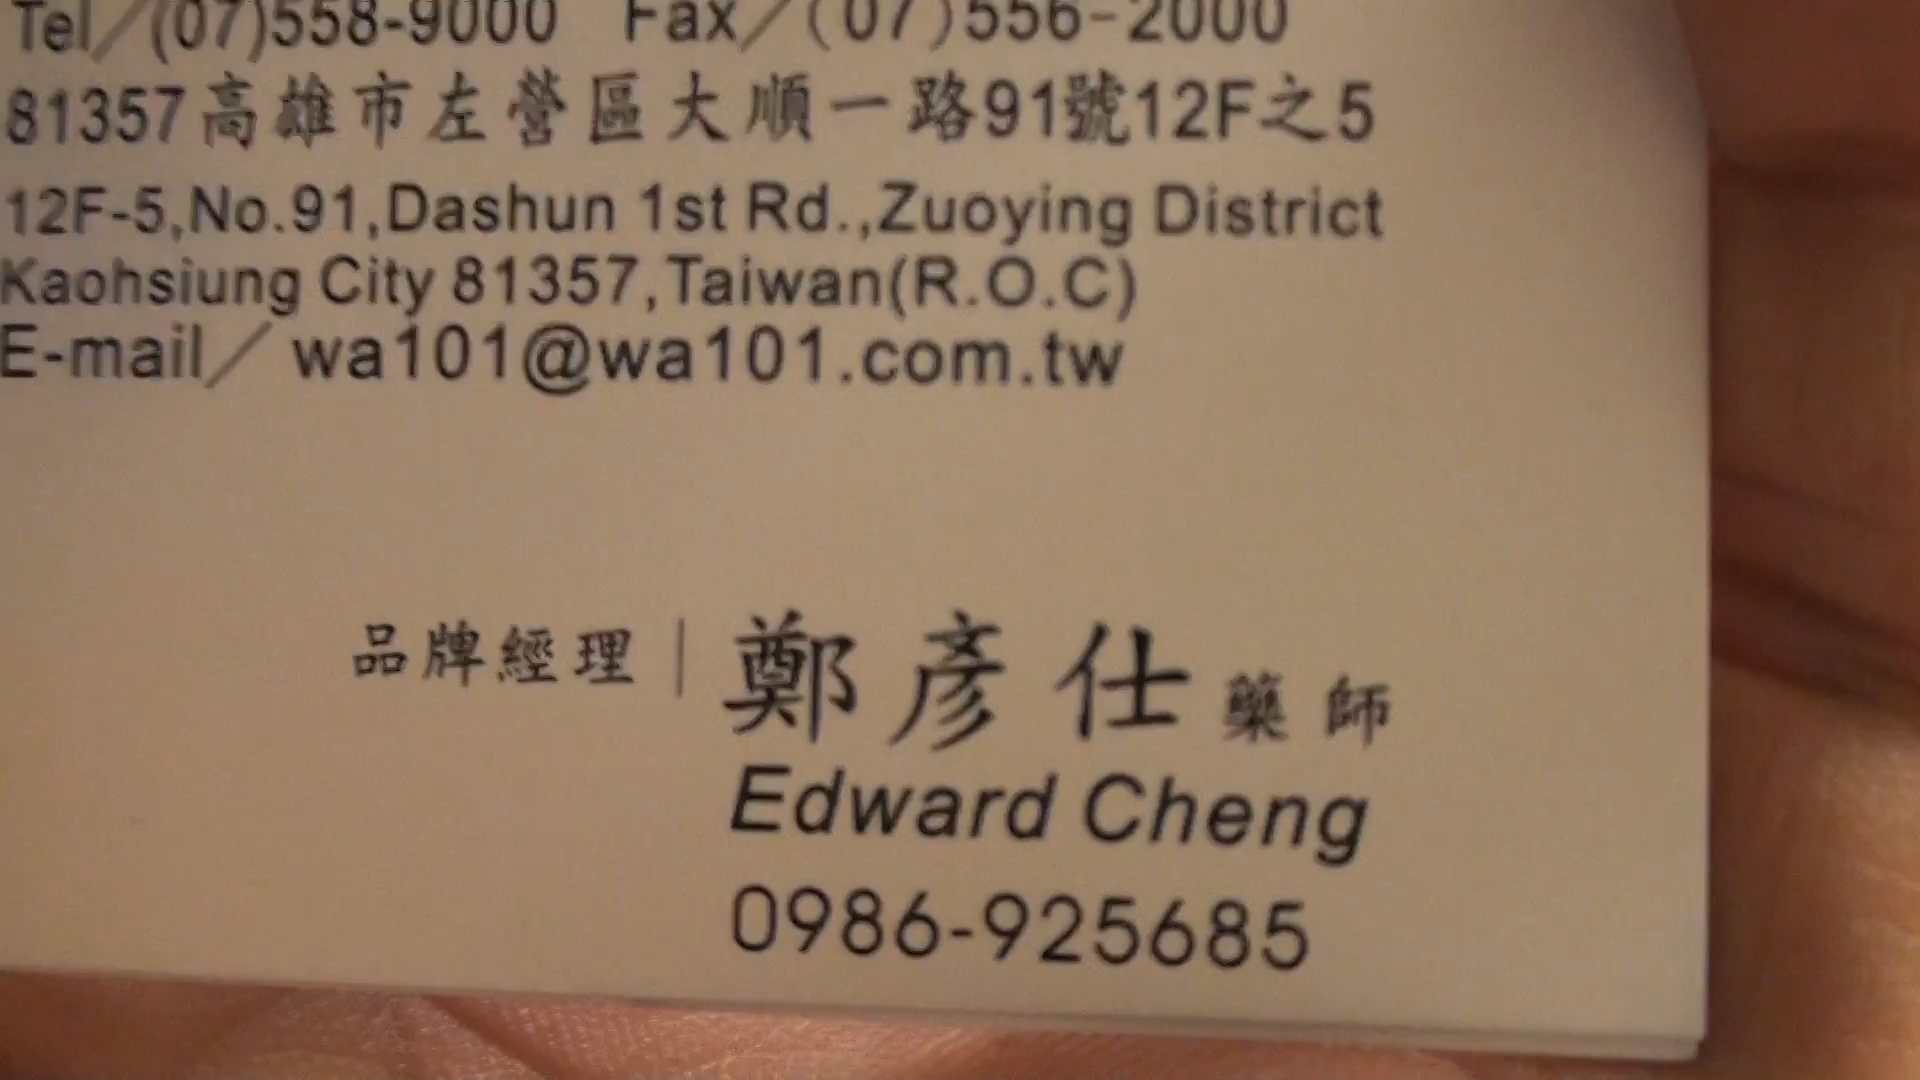 Tel／(07)558-9000 Fax／(07)556-2000
81357高雄市左營區大順一路91號12F之5
12F-5,No.91,Dashun 1st Rd.,Zuoying District
Kaohsiung City 81357,Taiwan(R.O.C)
E-mail／ wa101@wa101.com.tw
品牌經理｜鄭彥仕 藥師
Edward Cheng
0986-925685